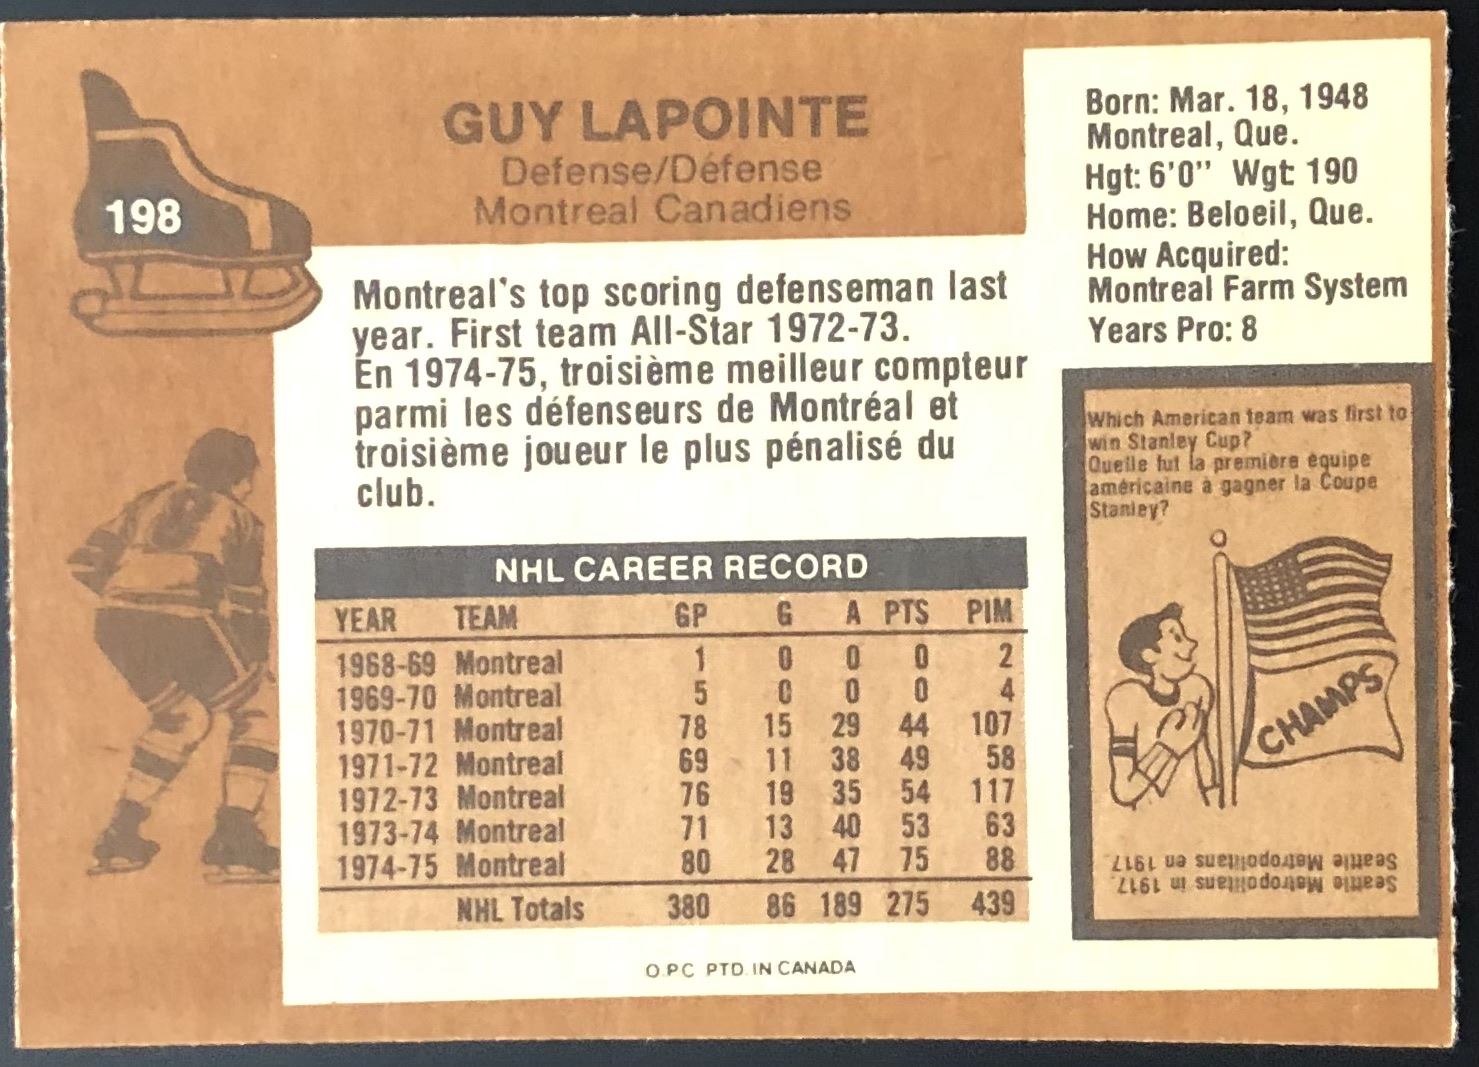 198
GUY LAPOINTE
Defense/Défense
Montreal Canadiens
Born: Mar. 18, 1948
Montreal, Que.
Hgt: 6'0" Wgt: 190
Home: Beloeil, Que.
How Acquired:
Montreal Farm System
Years Pro: 8
Montreal's top scoring defenseman last
year. First team All-Star 1972-73.
En 1974-75, troisième meilleur compteur
parmi les défenseurs de Montréal et
troisième joueur le plus pénalisé du
club.
NHL CAREER RECORD
YEAR TEAM GP G A PTS PIM
1968-69 Montreal 1 0 0 0 2
1969-70 Montreal 5 0 0 0 4
1970-71 Montreal 78 15 29 44 107
1971-72 Montreal 69 11 38 49 58
1972-73 Montreal 76 19 35 54 117
1973-74 Montreal 71 13 40 53 63
1974-75 Montreal 80 28 47 75 88
NHL Totals 380 86 189 275 439
O.P.C. PTD. IN CANADA
Which American team was first to
win Stanley Cup?
Quelle fut la première équipe
américaine à gagner la Coupe
Stanley?
CHAMPS
Seattle Metropolitans in 1917.
Seattle Metropolitans en 1917.